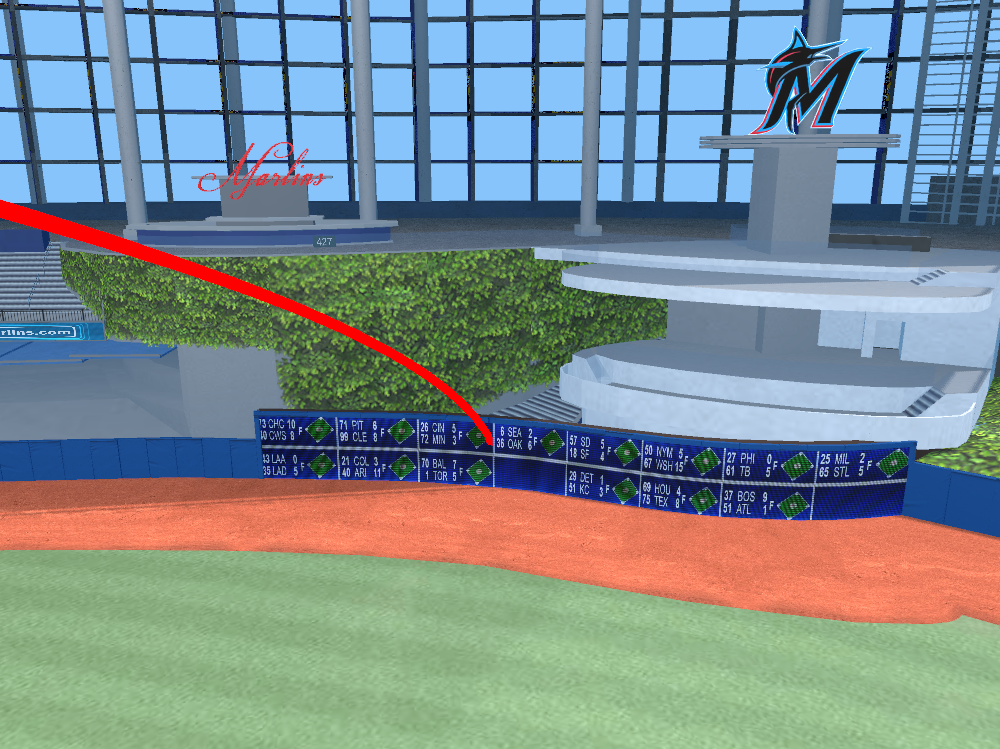 M
Marlins
427
rlins.com
73 CHC 10 F
40 CWS 8
71 PIT 6 F
99 CLE 8
26 CIN 5 F
72 MIN 3
6 SEA 2 F
36 OAK 6
57 SD 5 F
18 SF 4
50 NYM 5 F
67 WSH 15
27 PHI 0 F
61 TB 5
25 MIL 2 F
65 STL 5
33 LAA 0 F
35 LAD 5
21 COL 3 F
40 ARI 11
70 BAL 7 F
1 TOR 5
29 DET 1 F
51 KC 3
69 HOU 4 F
75 TEX 8
37 BOS 9 F
51 ATL 1